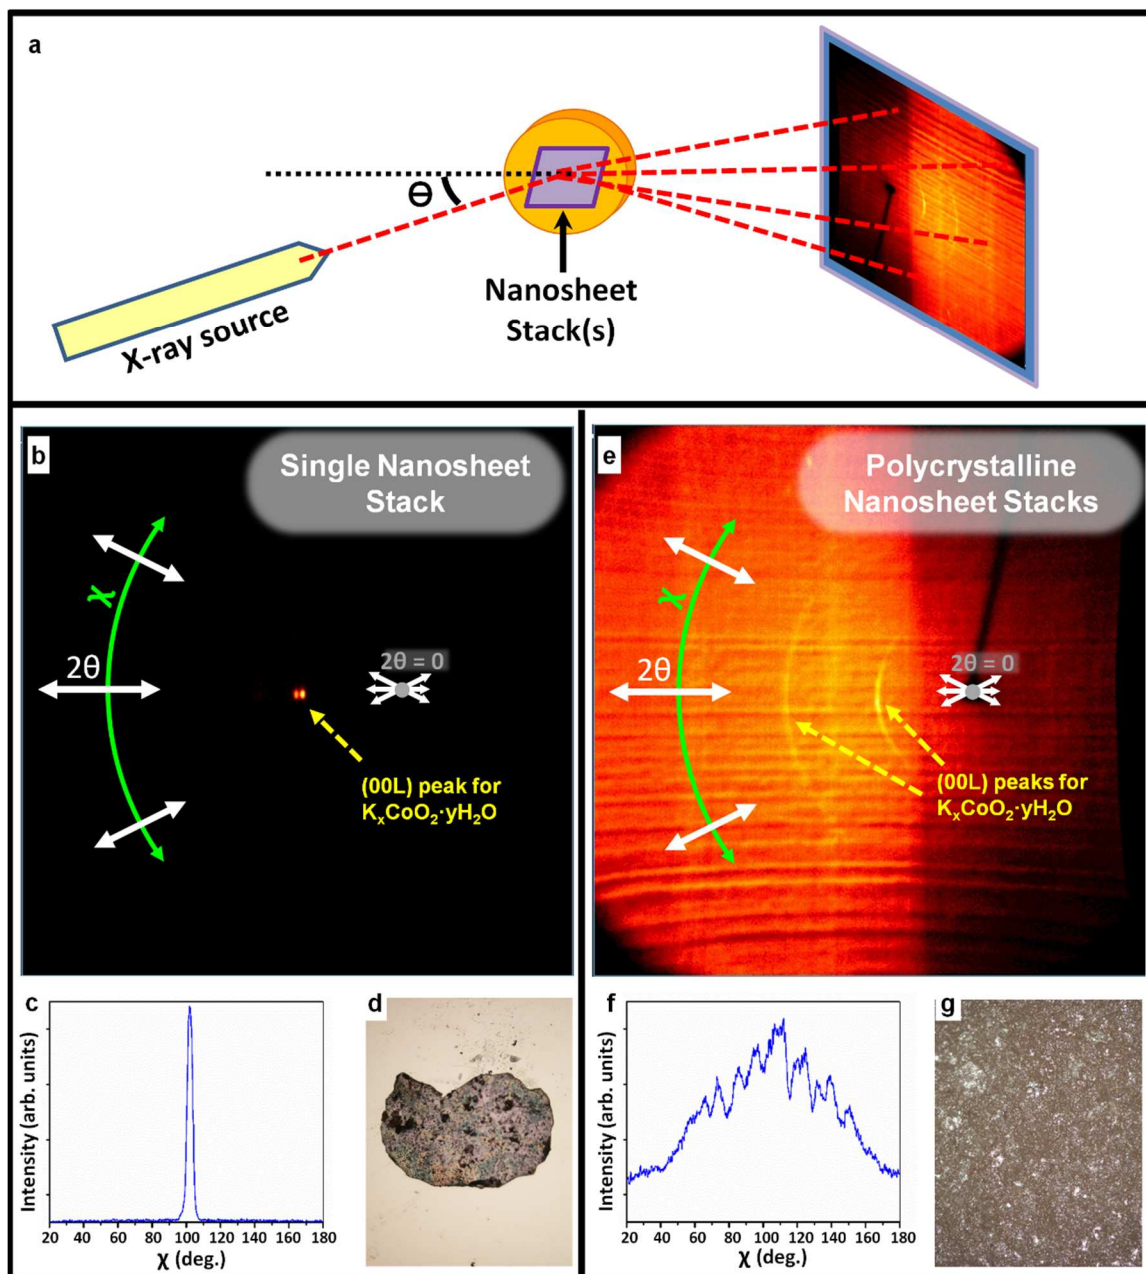 a
Θ
Nanosheet
Stack(s)
X-ray source
b
Single Nanosheet
Stack
χ
2θ
2θ = 0
(00L) peak for
KₓCoO₂·yH₂O
e
Polycrystalline
Nanosheet Stacks
χ
2θ
2θ = 0
(00L) peaks for
KₓCoO₂·yH₂O
c
Intensity (arb. units)
20 40 60 80 100 120 140 160 180
χ (deg.)
d
f
Intensity (arb. units)
20 40 60 80 100 120 140 160 180
χ (deg.)
g